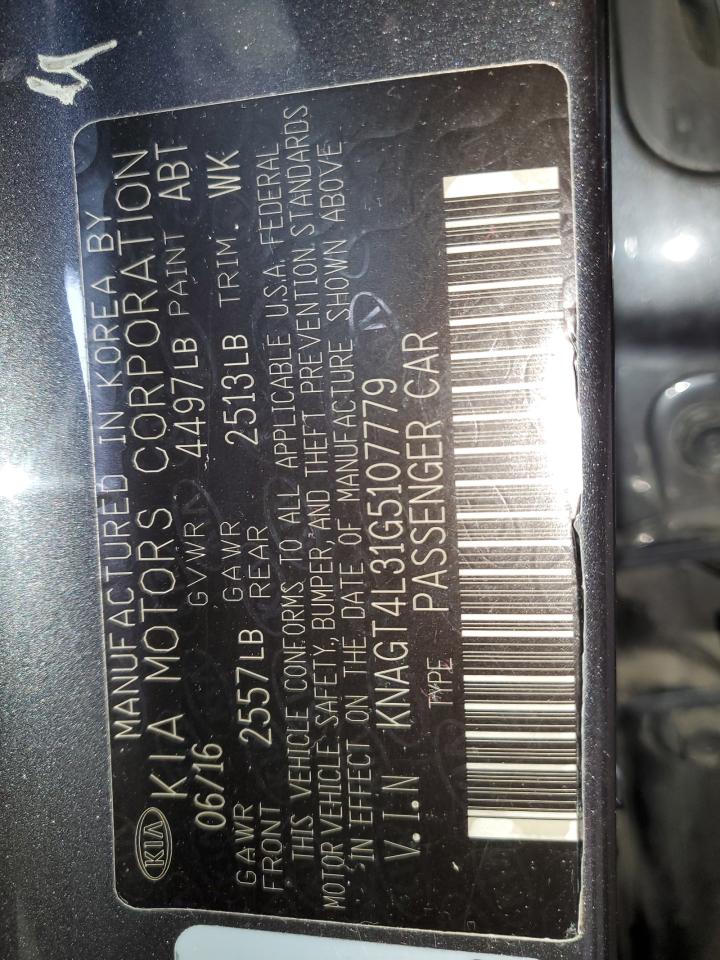 MANUFACTURED IN KOREA BY
KIA KIA MOTORS CORPORATION
06/16 GVWR 4497LB PAINT ABT
GAWR FRONT 2557LB GAWR REAR 2513LB TRIM. WK
THIS VEHICLE CONFORMS TO ALL APPLICABLE U.S.A. FEDERAL
MOTOR VEHICLE SAFETY, BUMPER, AND THEFT PREVENTION STANDARDS
IN EFFECT ON THE DATE OF MANUFACTURE SHOWN ABOVE
V.I.N KNAGT4L31G5107779
TYPE PASSENGER CAR